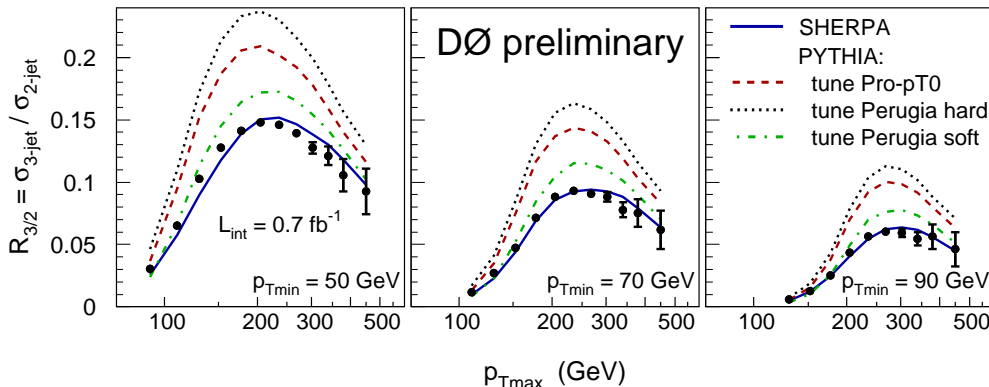 R3/2 = σ3-jet / σ2-jet
0.2
0.15
0.1
0.05
0
Lint = 0.7 fb-1
pTmin = 50 GeV
100 200 300 500
DØ preliminary
pTmin = 70 GeV
100 200 300 500
SHERPA
PYTHIA:
tune Pro-pT0
tune Perugia hard
tune Perugia soft
pTmin = 90 GeV
100 200 300 500
pTmax (GeV)